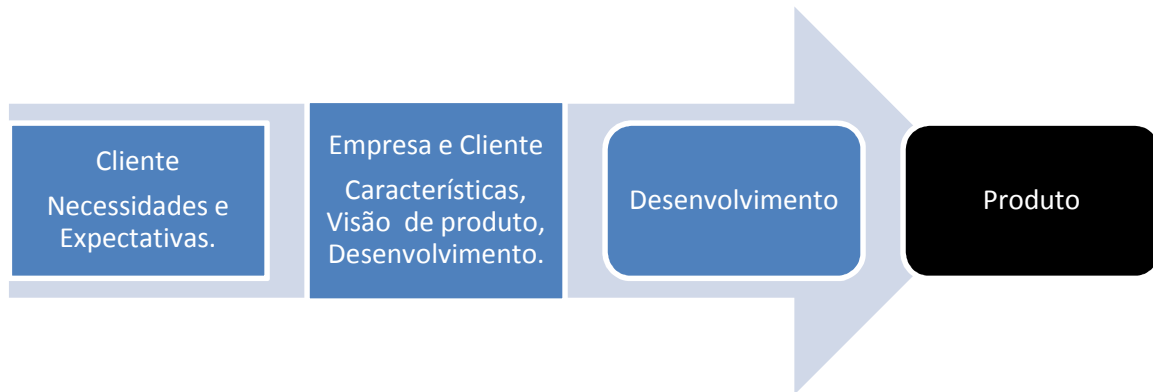 Cliente
Necessidades e
Expectativas.
Empresa e Cliente
Características,
Visão  de produto,
Desenvolvimento.
Desenvolvimento
Produto